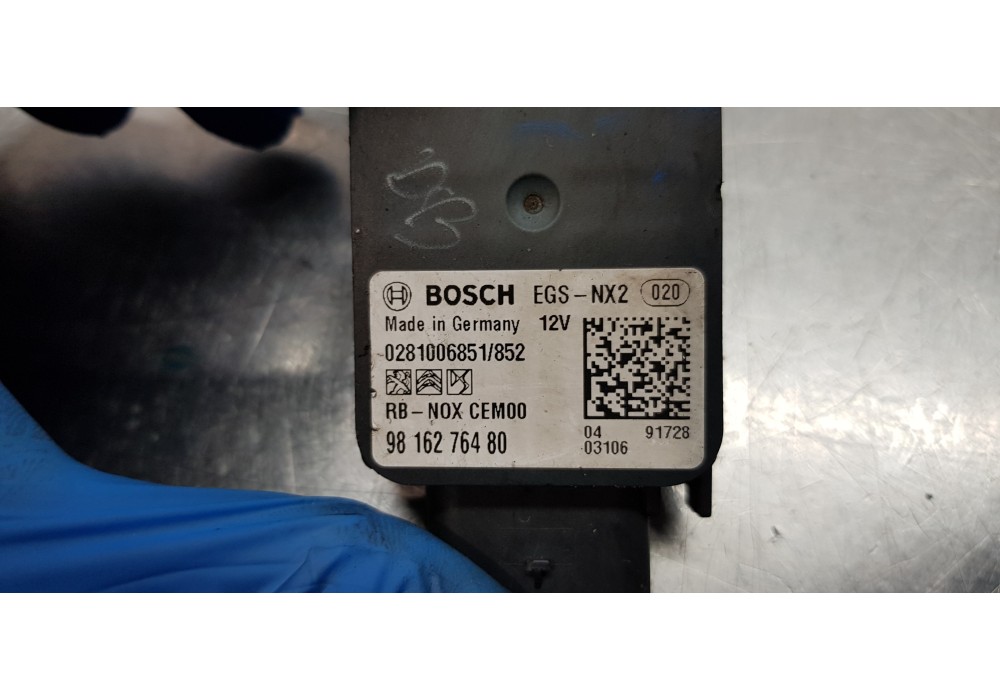 BOSCH EGS-NX2 020
Made in Germany 12V
0281006851/852
RB-NOX CEM00
98 162 764 80
04 91728
03106